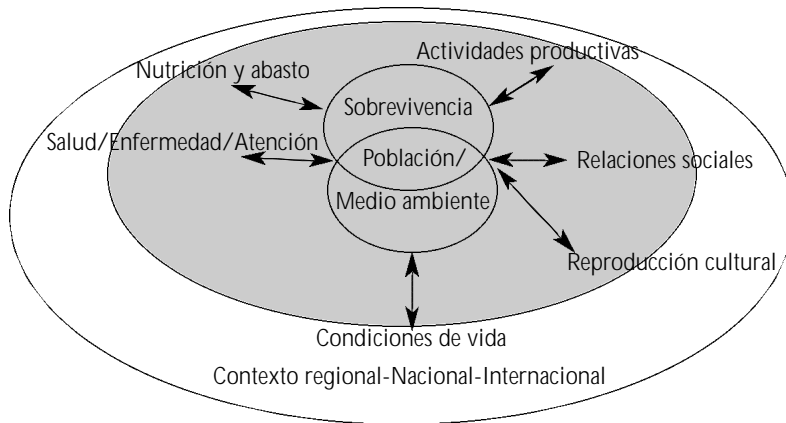 Actividades productivas
Nutrición y abasto
Sobrevivencia
Salud/Enfermedad/Atención
Población/
Relaciones sociales
Medio ambiente
Reproducción cultural
Condiciones de vida
Contexto regional-Nacional-Internacional